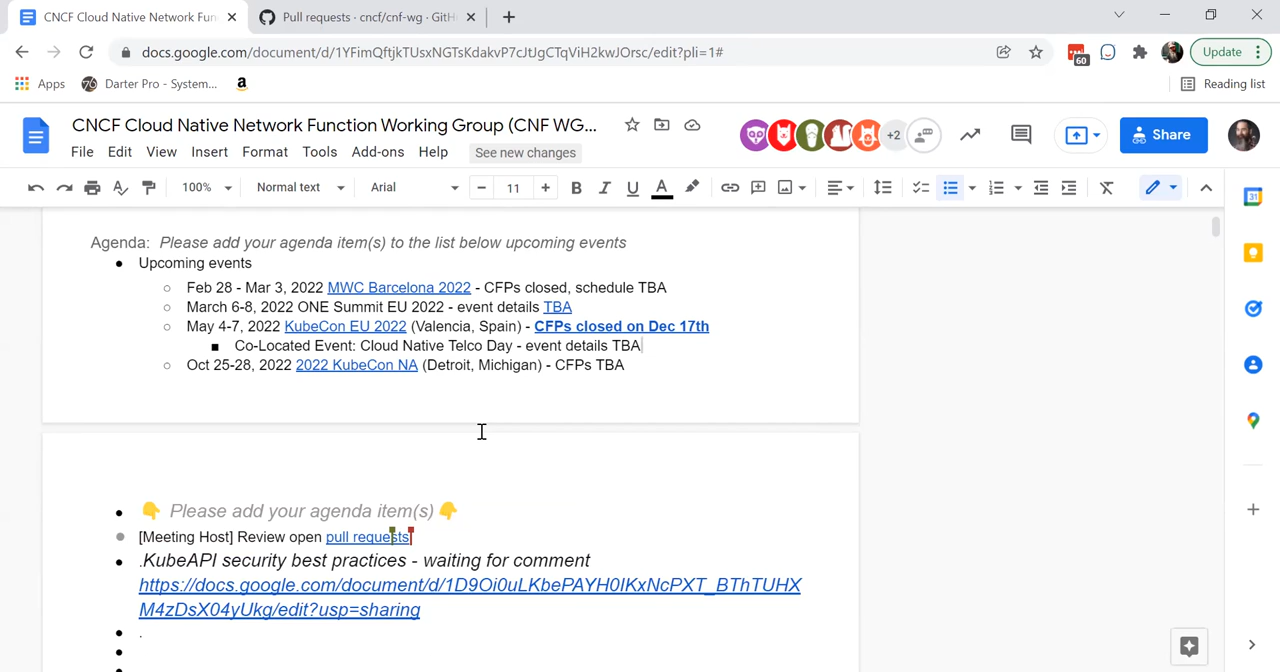 CNCF Cloud Native Network Fun
Pull requests · cncf/cnf-wg · GitH
docs.google.com/document/d/1YFimQftjkTUsxNGTsKdakvP7cJtJgCTqViH2kwJOrsc/edit?pli=1#
60
Update
Apps
Darter Pro - System...
Reading list
CNCF Cloud Native Network Function Working Group (CNF WG...
+2
Share
File Edit View Insert Format Tools Add-ons Help See new changes
100% Normal text Arial 11 B I U A
31
Agenda: Please add your agenda item(s) to the list below upcoming events
● Upcoming events
○ Feb 28 - Mar 3, 2022 MWC Barcelona 2022 - CFPs closed, schedule TBA
○ March 6-8, 2022 ONE Summit EU 2022 - event details TBA
○ May 4-7, 2022 KubeCon EU 2022 (Valencia, Spain) - CFPs closed on Dec 17th
■ Co-Located Event: Cloud Native Telco Day - event details TBA
○ Oct 25-28, 2022 2022 KubeCon NA (Detroit, Michigan) - CFPs TBA
● 👇 Please add your agenda item(s) 👇
● [Meeting Host] Review open pull requests
● .KubeAPI security best practices - waiting for comment
https://docs.google.com/document/d/1D9Oi0uLKbePAYH0IKxNcPXT_BThTUHX
M4zDsX04yUkg/edit?usp=sharing
● .